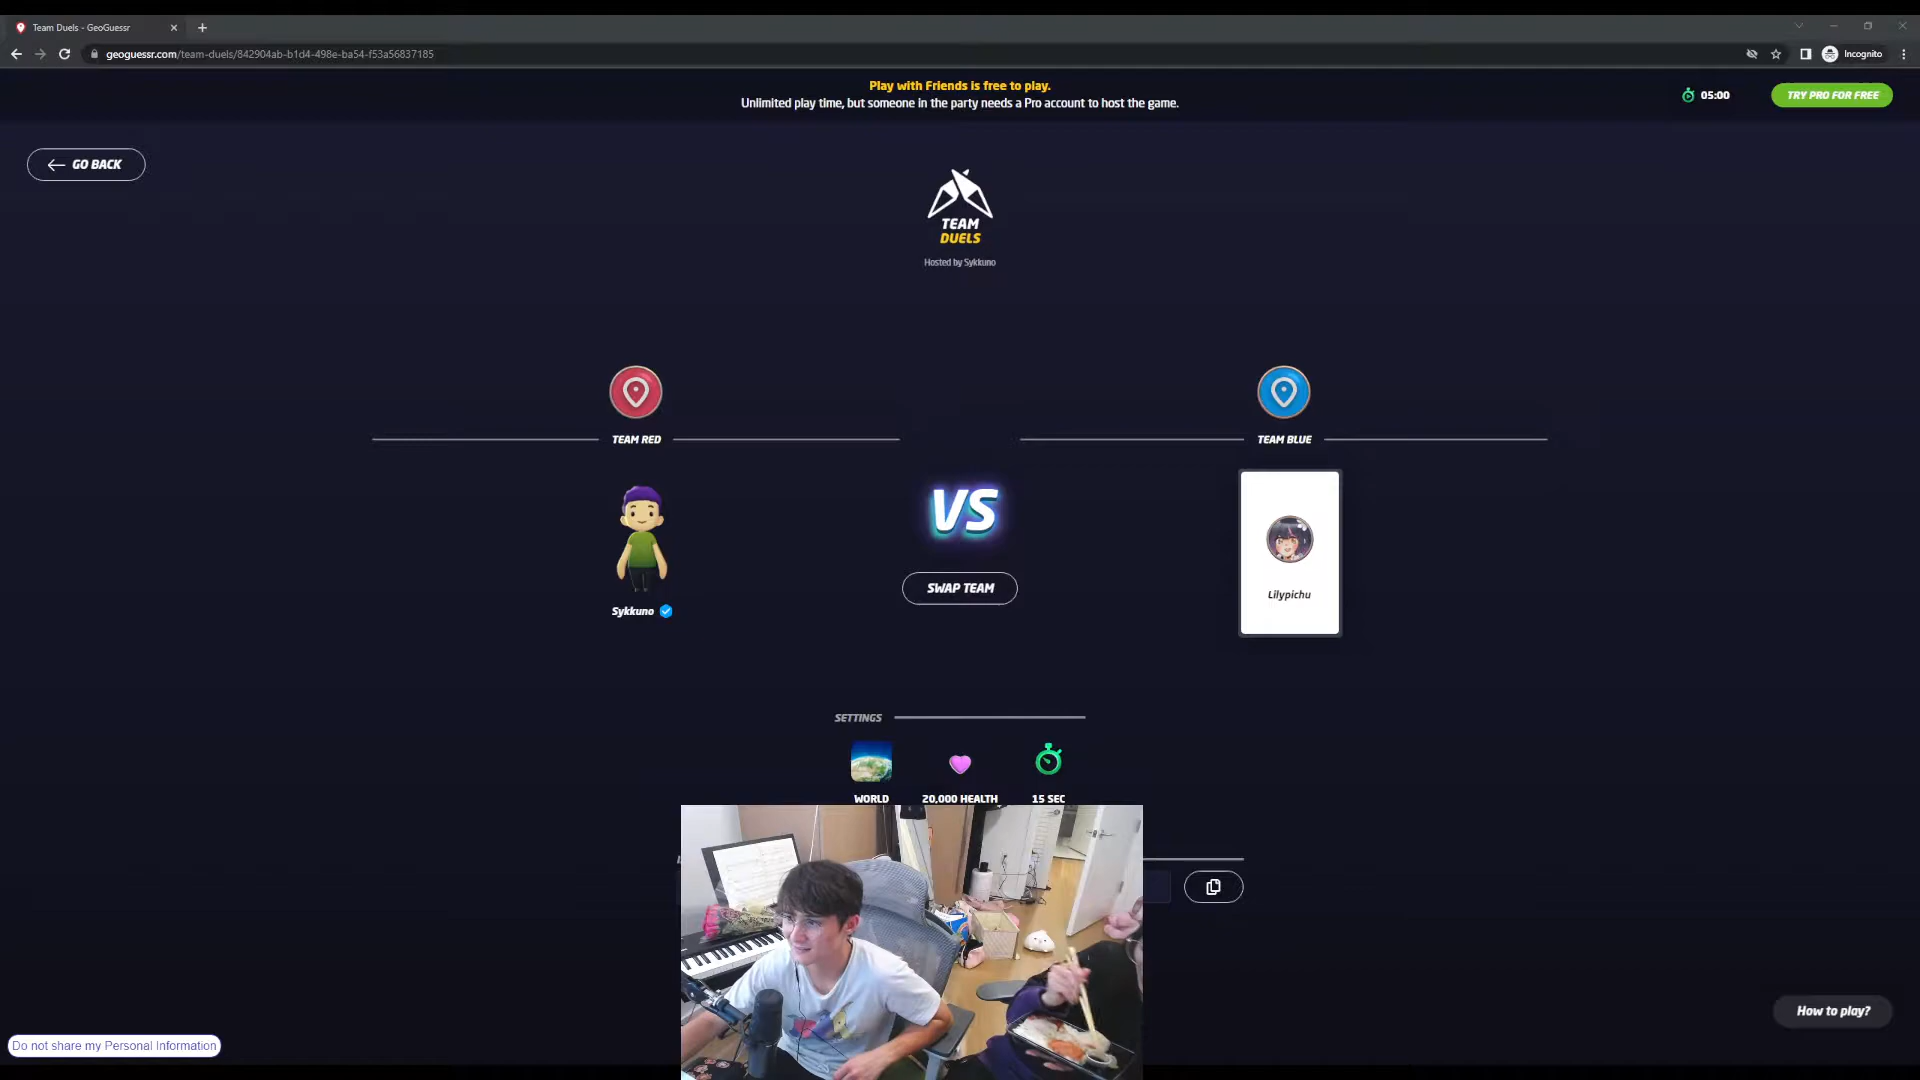 Team Duels - GeoGuessr
geoguessr.com/team-duels/842904ab-b1d4-498e-ba54-f53a56837185
Incognito
Play with Friends is free to play.
Unlimited play time, but someone in the party needs a Pro account to host the game.
05:00
TRY PRO FOR FREE
GO BACK
TEAM
DUELS
Hosted by Sykkuno
TEAM RED
TEAM BLUE
VS
SWAP TEAM
Sykkuno
Lilypichu
SETTINGS
WORLD
20,000 HEALTH
15 SEC
How to play?
Do not share my Personal Information